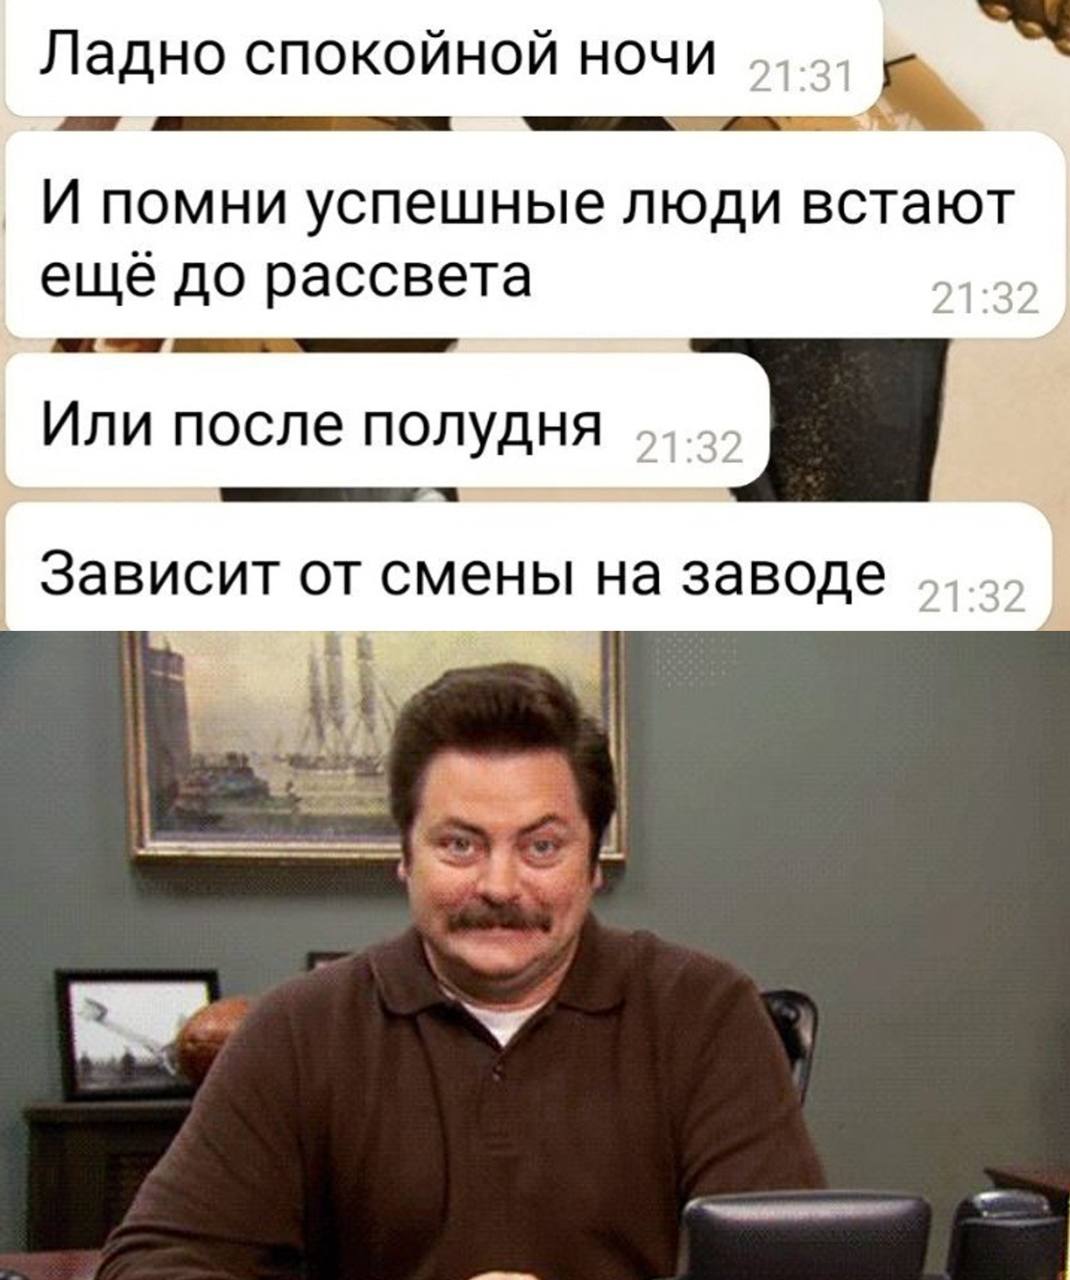 Ладно спокойной ночи 21:31
И помни успешные люди встают
ещё до рассвета 21:32
Или после полудня 21:32
Зависит от смены на заводе 21:32